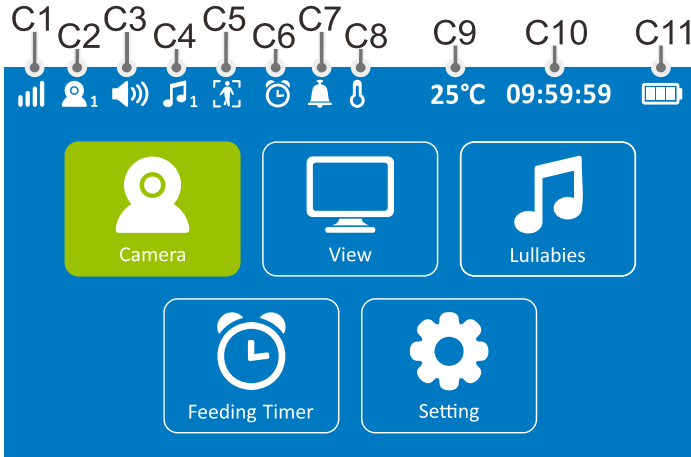 C1 C2 C3 C4 C5 C6 C7 C8 C9 C10 C11
1 1 25℃ 09:59:59
Camera View Lullabies
Feeding Timer Setting